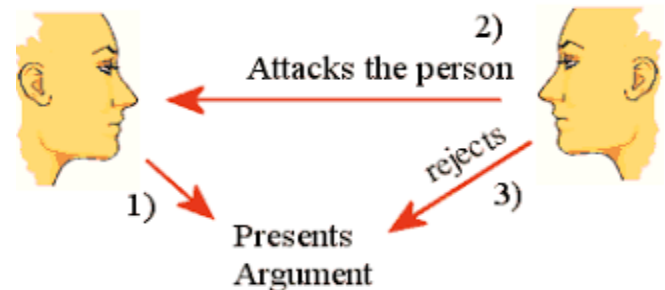 2)
Attacks the person
rejects
1)
3)
Presents
Argument